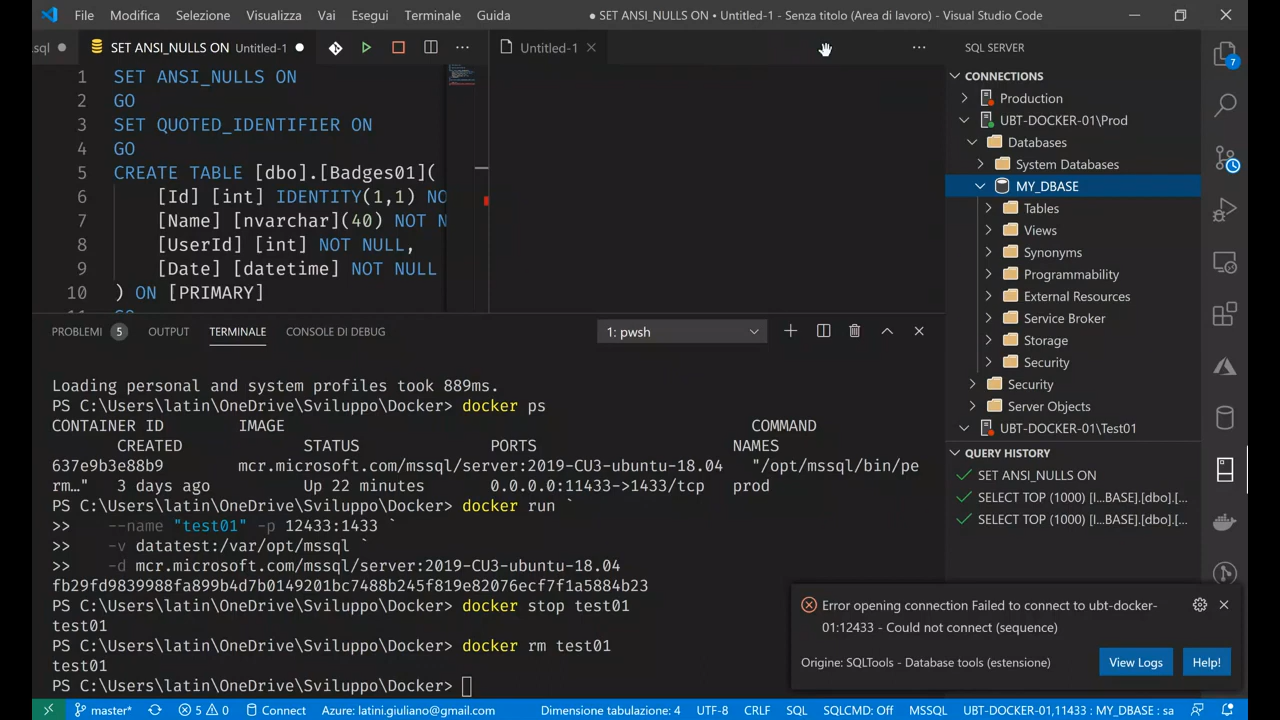 File Modifica Selezione Visualizza Vai Esegui Terminale Guida ● SET ANSI_NULLS ON • Untitled-1 - Senza titolo (Area di lavoro) - Visual Studio Code
.sql SET ANSI_NULLS ON Untitled-1 Untitled-1 SQL SERVER
1 SET ANSI_NULLS ON
2 GO
3 SET QUOTED_IDENTIFIER ON
4 GO
5 CREATE TABLE [dbo].[Badges01](
6 [Id] [int] IDENTITY(1,1) NO
7 [Name] [nvarchar](40) NOT N
8 [UserId] [int] NOT NULL,
9 [Date] [datetime] NOT NULL
10 ) ON [PRIMARY]
CONNECTIONS
Production
UBT-DOCKER-01\Prod
Databases
System Databases
MY_DBASE
Tables
Views
Synonyms
Programmability
External Resources
Service Broker
Storage
Security
Security
Server Objects
UBT-DOCKER-01\Test01
QUERY HISTORY
SET ANSI_NULLS ON
SELECT TOP (1000) [I...BASE].[dbo].[...
SELECT TOP (1000) [I...BASE].[dbo].[...
7
PROBLEMI 5 OUTPUT TERMINALE CONSOLE DI DEBUG 1: pwsh
Loading personal and system profiles took 889ms.
PS C:\Users\latin\OneDrive\Sviluppo\Docker> docker ps
CONTAINER ID IMAGE COMMAND
CREATED STATUS PORTS NAMES
637e9b3e88b9 mcr.microsoft.com/mssql/server:2019-CU3-ubuntu-18.04 "/opt/mssql/bin/pe
rm…" 3 days ago Up 22 minutes 0.0.0.0:11433->1433/tcp prod
PS C:\Users\latin\OneDrive\Sviluppo\Docker> docker run `
>> --name "test01" -p 12433:1433 `
>> -v datatest:/var/opt/mssql `
>> -d mcr.microsoft.com/mssql/server:2019-CU3-ubuntu-18.04
fb29fd9839988fa899b4d7b0149201bc7488b245f819e82076ecf7f1a5884b23
PS C:\Users\latin\OneDrive\Sviluppo\Docker> docker stop test01
test01
PS C:\Users\latin\OneDrive\Sviluppo\Docker> docker rm test01
test01
PS C:\Users\latin\OneDrive\Sviluppo\Docker>
Error opening connection Failed to connect to ubt-docker-
01:12433 - Could not connect (sequence)
Origine: SQLTools - Database tools (estensione) View Logs Help!
master* 5 0 Connect Azure: latini.giuliano@gmail.com Dimensione tabulazione: 4 UTF-8 CRLF SQL SQLCMD: Off MSSQL UBT-DOCKER-01,11433 : MY_DBASE : sa